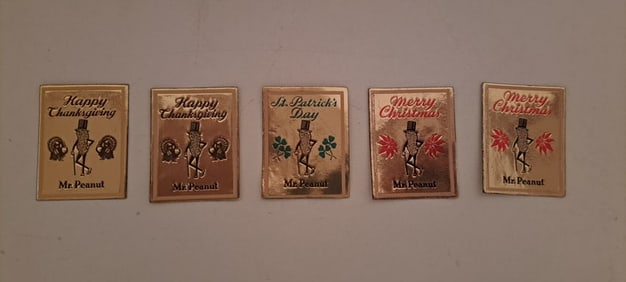 Happy
Thanksgiving
Mr. Peanut
Happy
Thanksgiving
Mr. Peanut
St. Patrick's
Day
Mr. Peanut
Merry
Christmas
Mr. Peanut
Merry
Christmas
Mr. Peanut